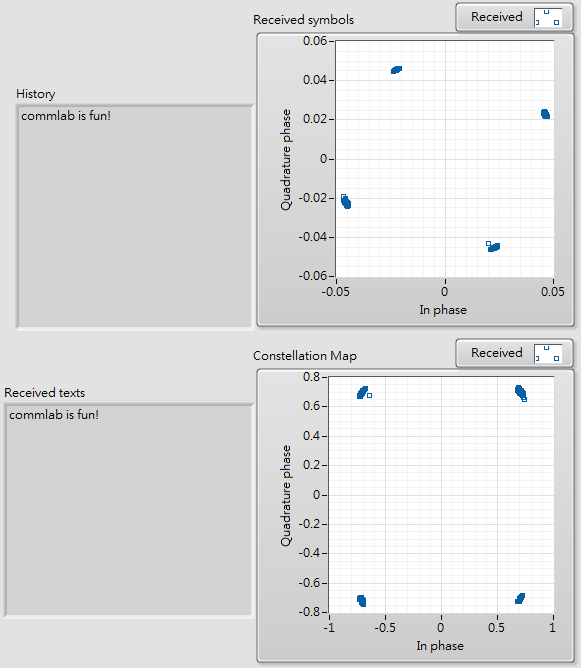 Received symbols
Received
0.06
0.04
0.02
0
-0.02
-0.04
-0.06
Quadrature phase
-0.05
0
0.05
In phase
History
commlab is fun!
Constellation Map
Received
0.8
0.6
0.4
0.2
0
-0.2
-0.4
-0.6
-0.8
Quadrature phase
-1
-0.5
0
0.5
1
In phase
Received texts
commlab is fun!